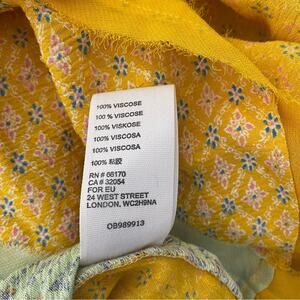 100% VISCOSE
100 % VISCOSE
100% VISKOSE
100% VISCOSA
100% VISCOSA
100% 粘胶
RN # 66170
CA # 32054
FOR EU
24 WEST STREET
LONDON, WC2H9NA
OB989913